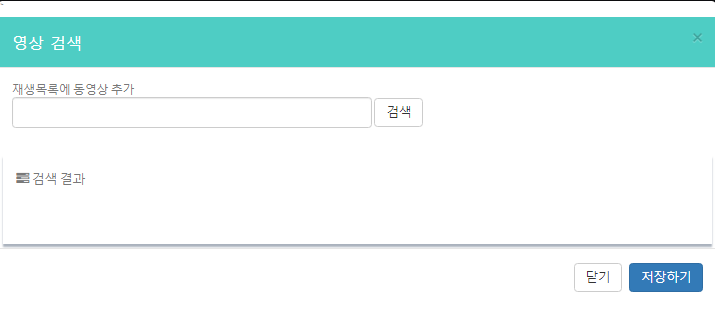 영상 검색
×
재생목록에 동영상 추가
검색
검색 결과
닫기
저장하기